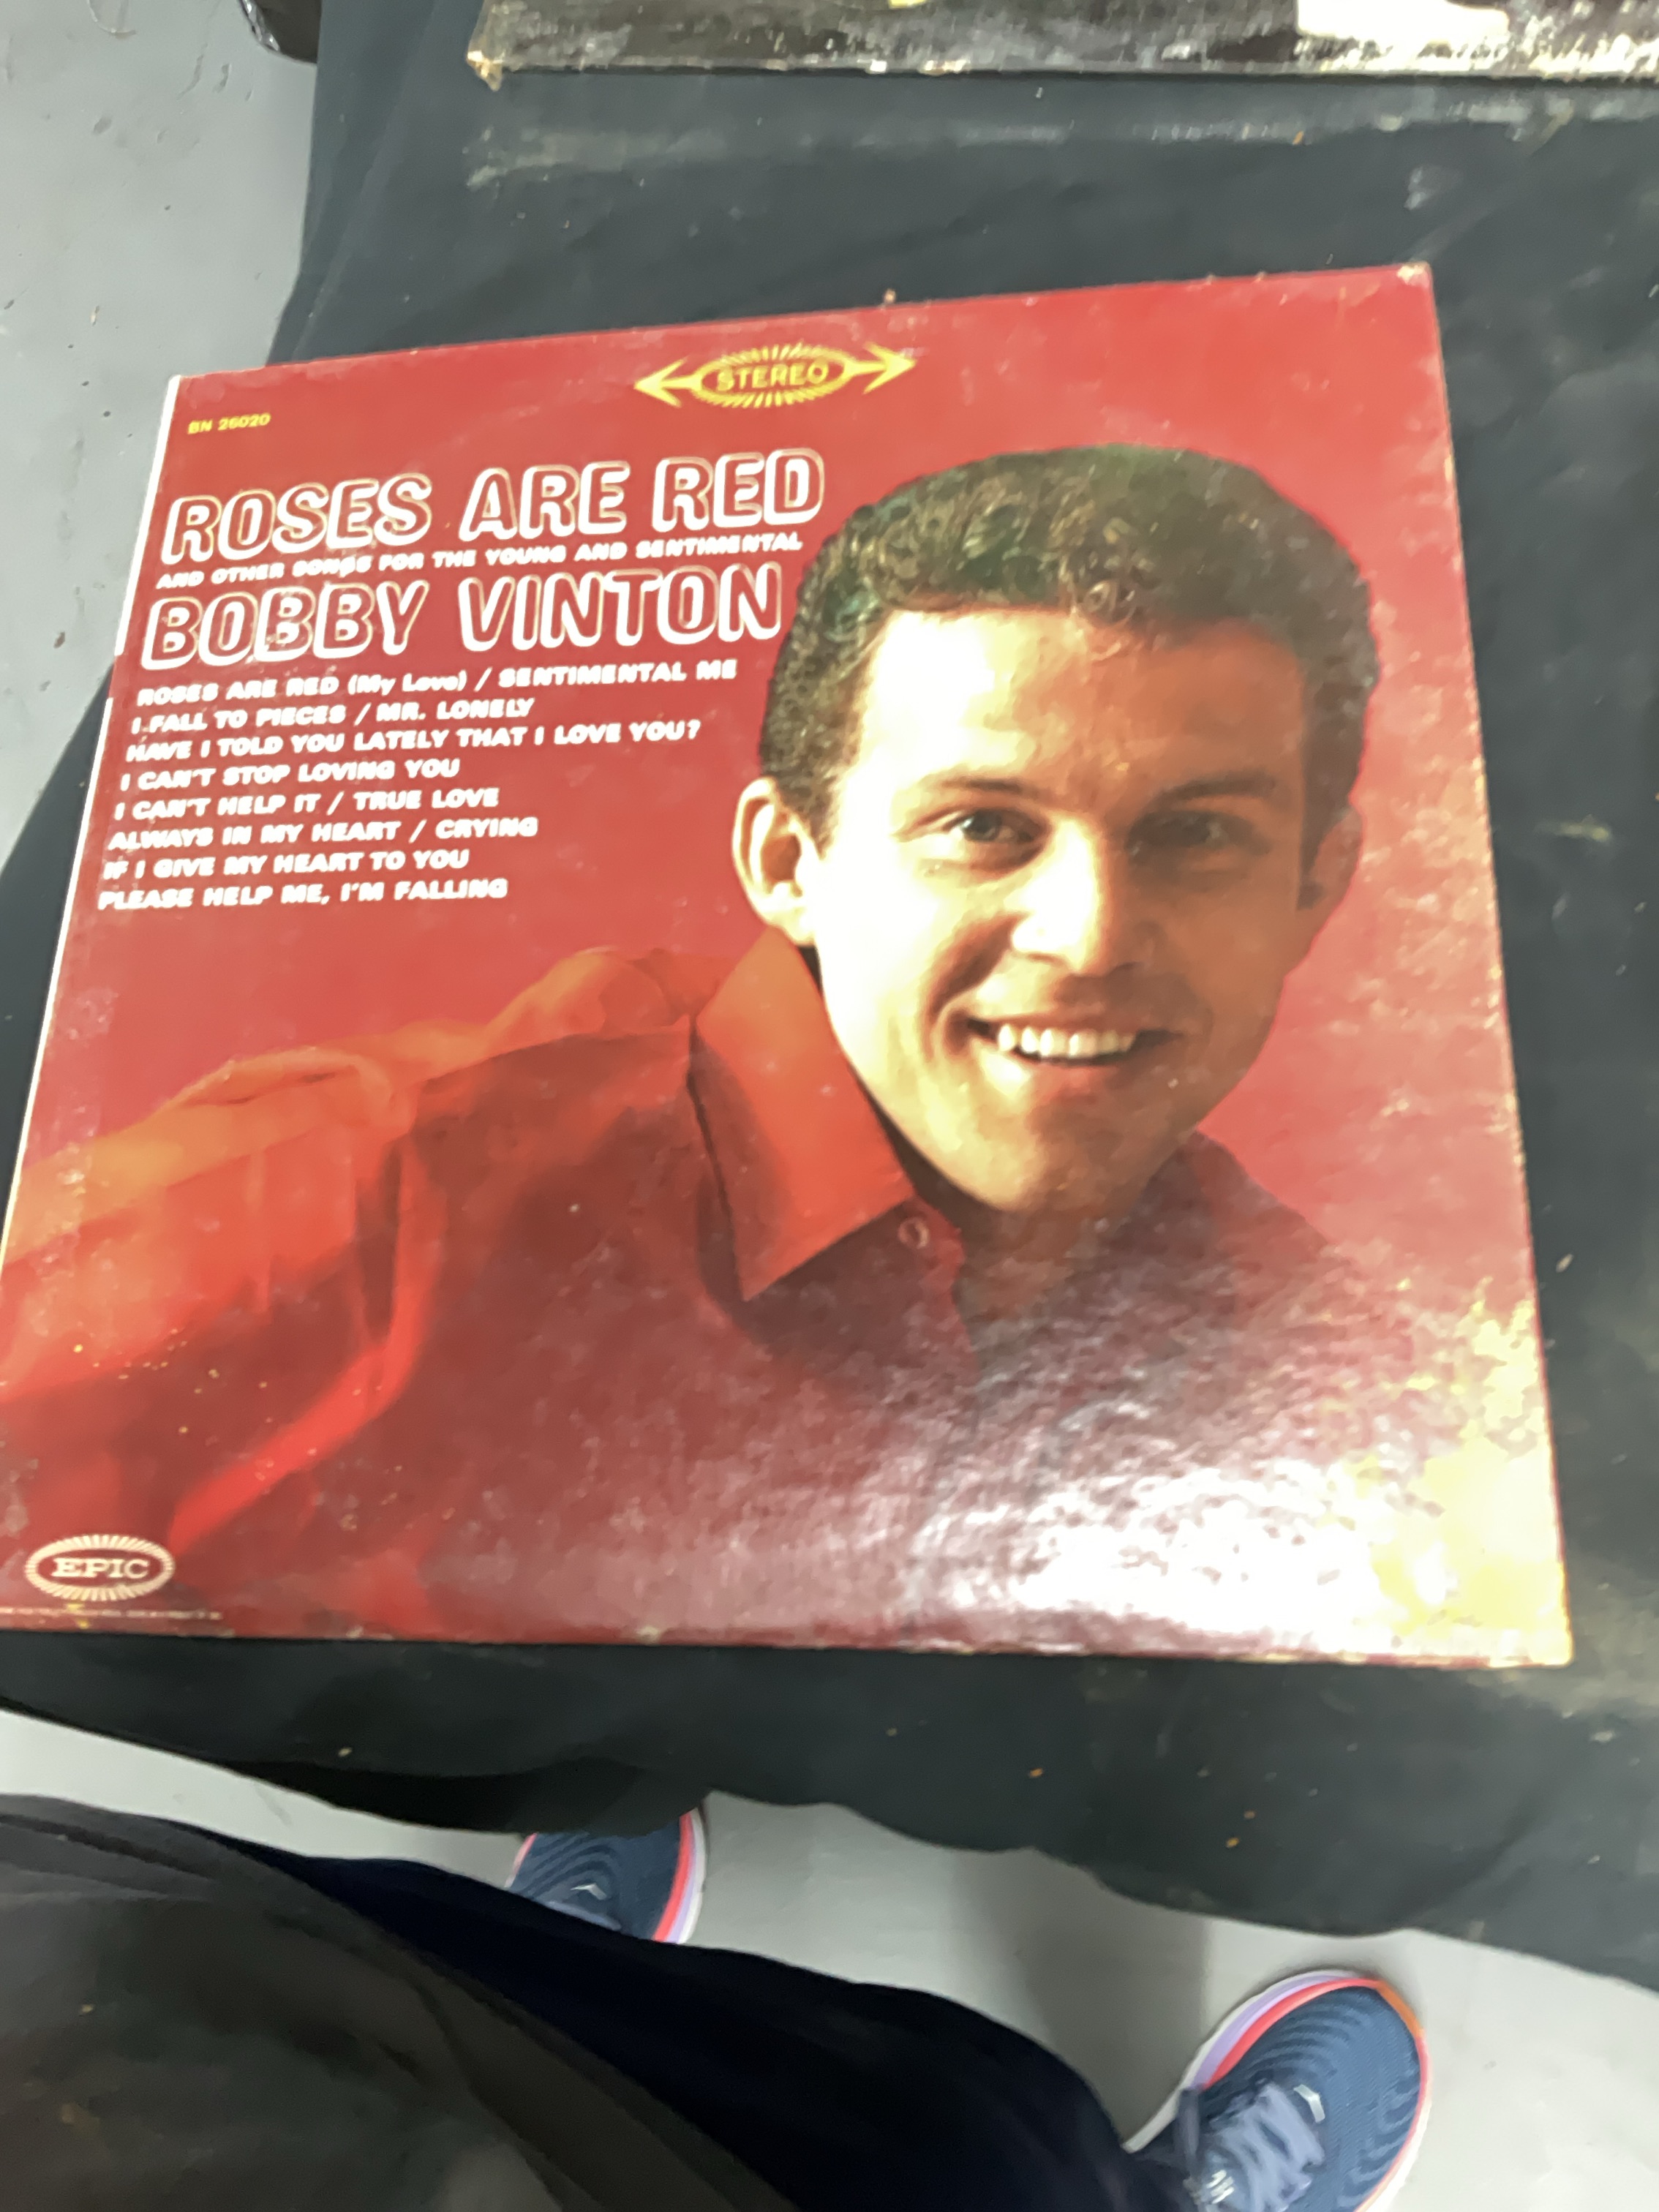 STEREO
BN 26020
ROSES ARE RED
AND OTHER SONGS FOR THE YOUNG AND SENTIMENTAL
BOBBY VINTON
ROSES ARE RED (My Love) / SENTIMENTAL ME
I FALL TO PIECES / MR. LONELY
HAVE I TOLD YOU LATELY THAT I LOVE YOU?
I CAN'T STOP LOVING YOU
I CAN'T HELP IT / TRUE LOVE
ALWAYS IN MY HEART / CRYING
IF I GIVE MY HEART TO YOU
PLEASE HELP ME, I'M FALLING
EPIC